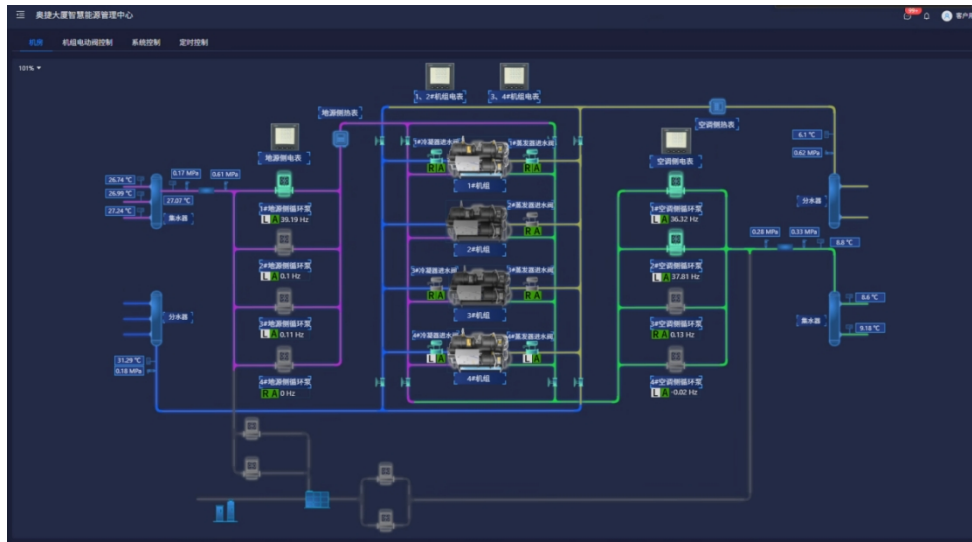 奥捷大厦智慧能源管理中心
99+
机房 机组电动阀控制 系统控制 定时控制
101%
1、2#机组电表
3、4#机组电表
地源侧热表
空调侧热表
地源侧电表
空调侧电表
26.74 ℃
26.99 ℃
27.24 ℃
0.17 MPa
0.61 MPa
27.07 ℃
集水器
分水器
31.29 ℃
0.18 MPa
1#地源侧循环泵
L A 39.19 Hz
2#地源侧循环泵
L A 0.1 Hz
3#地源侧循环泵
L A 0.11 Hz
4#地源侧循环泵
R A 0 Hz
1#冷凝器进水阀
R A
1#蒸发器进水阀
R A
1#机组
2#蒸发器进水阀
R A
2#机组
3#冷凝器进水阀
R A
3#蒸发器进水阀
R A
3#机组
4#冷凝器进水阀
L A
4#蒸发器进水阀
L A
4#机组
1#空调侧循环泵
L A 36.32 Hz
2#空调侧循环泵
L A 37.81 Hz
3#空调侧循环泵
R A 0.13 Hz
4#空调侧循环泵
L A -0.02 Hz
6.1 ℃
0.62 MPa
分水器
0.28 MPa
0.33 MPa
8.8 ℃
8.6 ℃
集水器
9.18 ℃